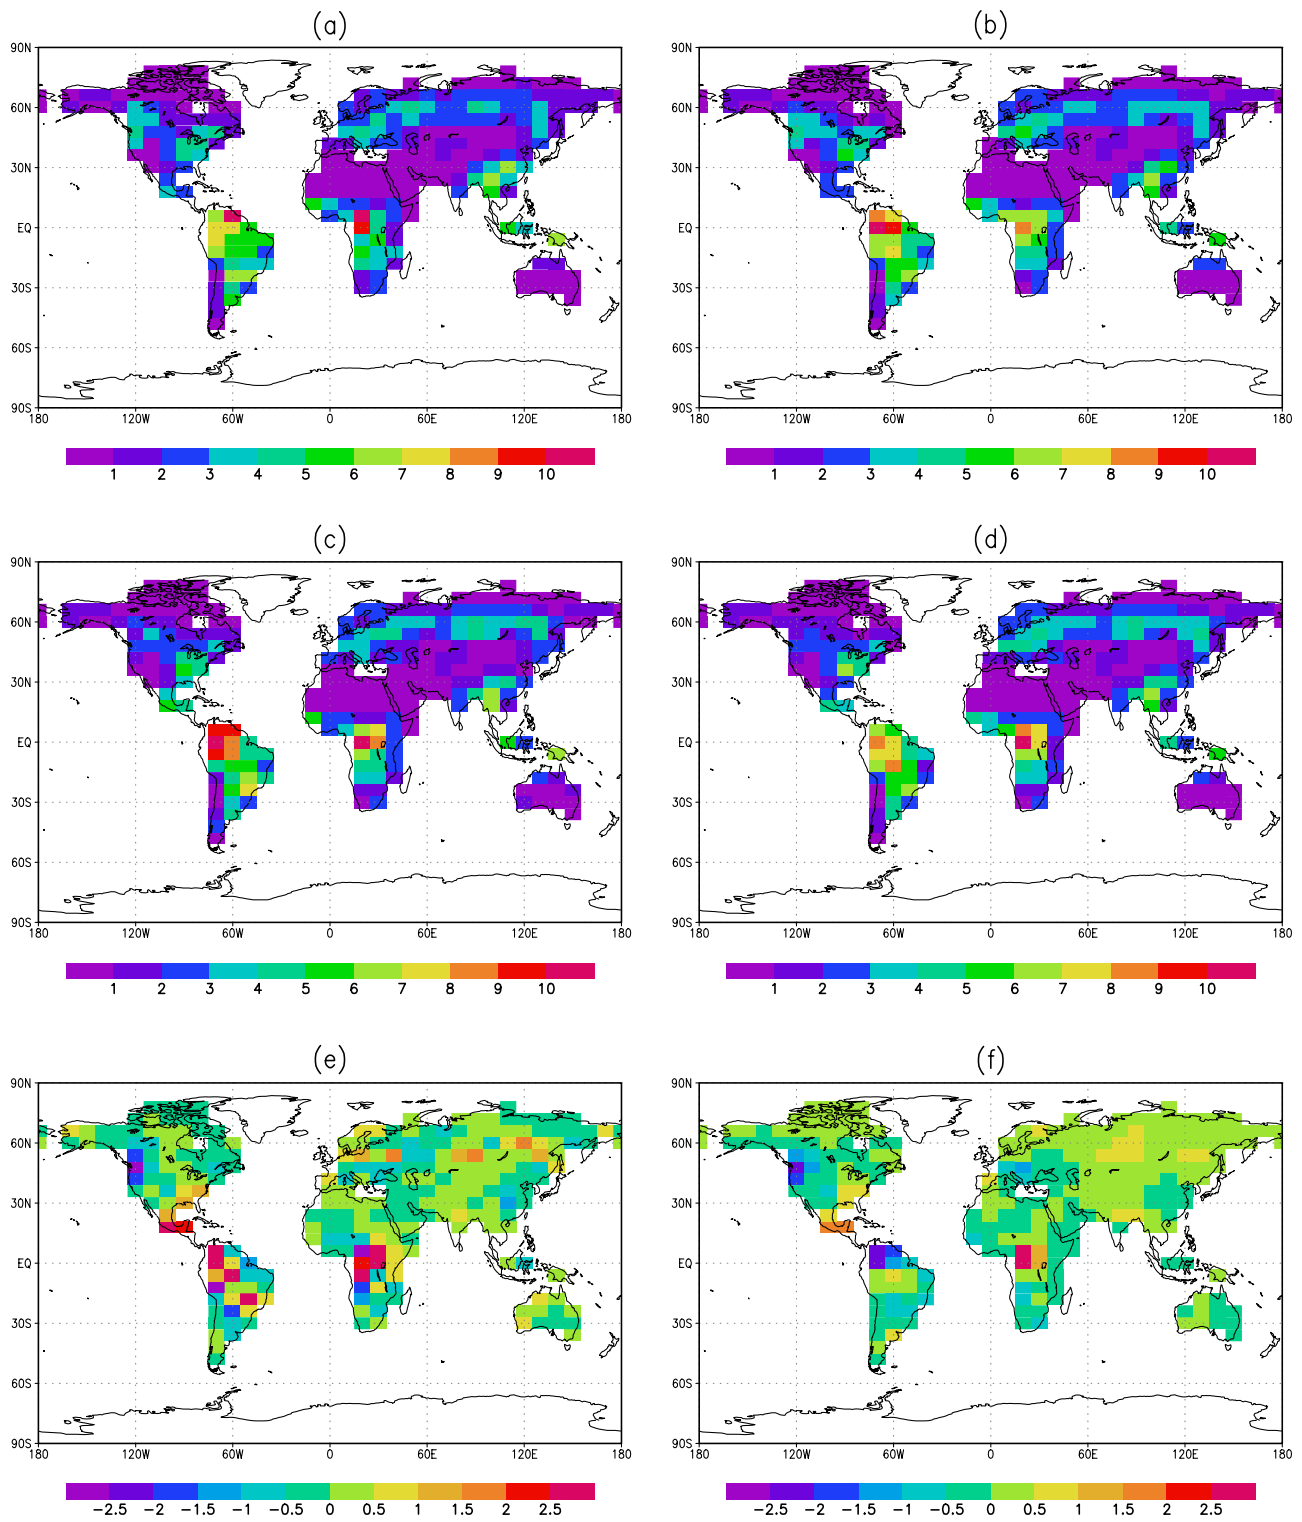 (a) (b)
90N 90N
60N 60N
30N 30N
EQ EQ
30S 30S
60S 60S
90S 90S
180 120W 60W 0 60E 120E 180 180 120W 60W 0 60E 120E 180
1 2 3 4 5 6 7 8 9 10 1 2 3 4 5 6 7 8 9 10
(c) (d)
90N 90N
60N 60N
30N 30N
EQ EQ
30S 30S
60S 60S
90S 90S
180 120W 60W 0 60E 120E 180 180 120W 60W 0 60E 120E 180
1 2 3 4 5 6 7 8 9 10 1 2 3 4 5 6 7 8 9 10
(e) (f)
90N 90N
60N 60N
30N 30N
EQ EQ
30S 30S
60S 60S
90S 90S
180 120W 60W 0 60E 120E 180 180 120W 60W 0 60E 120E 180
−2.5 −2 −1.5 −1 −0.5 0 0.5 1 1.5 2 2.5 −2.5 −2 −1.5 −1 −0.5 0 0.5 1 1.5 2 2.5